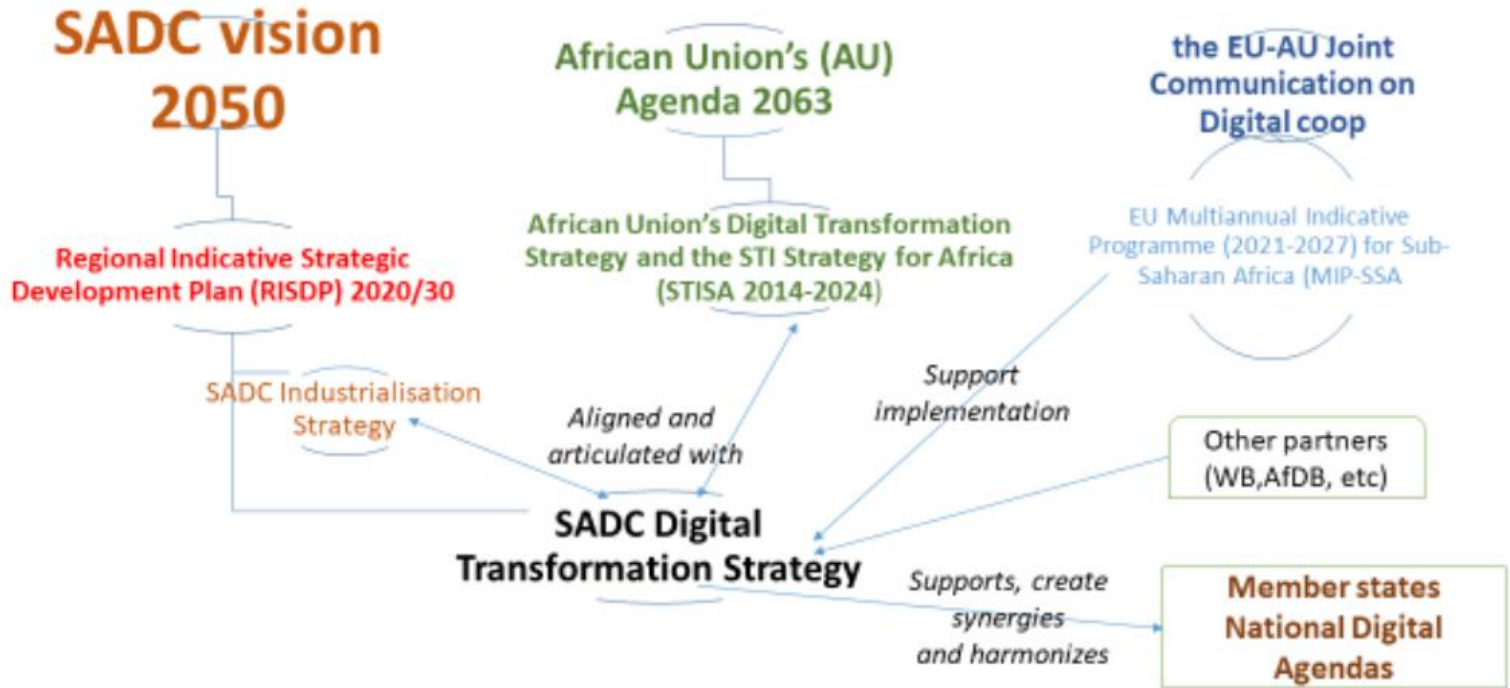 SADC vision
2050
African Union’s (AU)
Agenda 2063
the EU-AU Joint
Communication on
Digital coop
Regional Indicative Strategic
Development Plan (RISDP) 2020/30
African Union’s Digital Transformation
Strategy and the STI Strategy for Africa
(STISA 2014-2024)
EU Multiannual Indicative
Programme (2021-2027) for Sub-
Saharan Africa (MIP-SSA
SADC Industrialisation
Strategy
Aligned and
articulated with
Support
implementation
Other partners
(WB,AfDB, etc)
SADC Digital
Transformation Strategy
Supports, create
synergies
and harmonizes
Member states
National Digital
Agendas